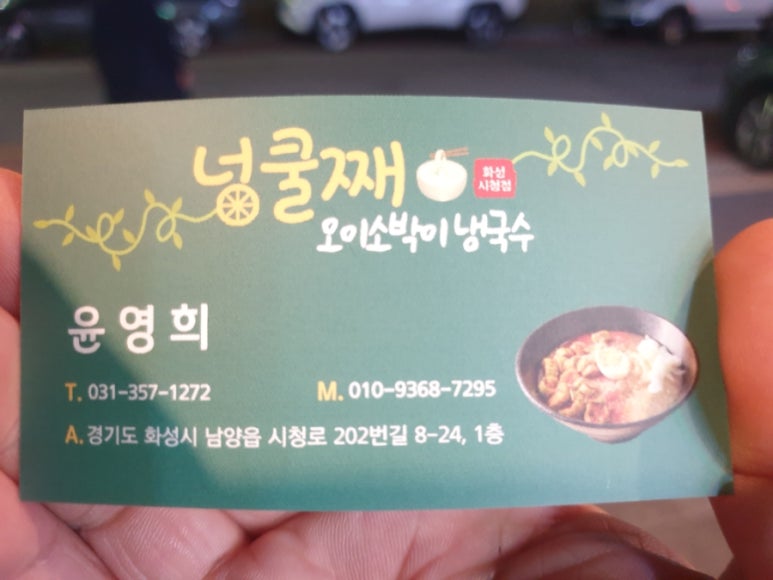 넝쿨째 화성
시청점
오이소박이냉국수
윤영희
T. 031-357-1272 M. 010-9368-7295
A. 경기도 화성시 남양읍 시청로 202번길 8-24, 1층